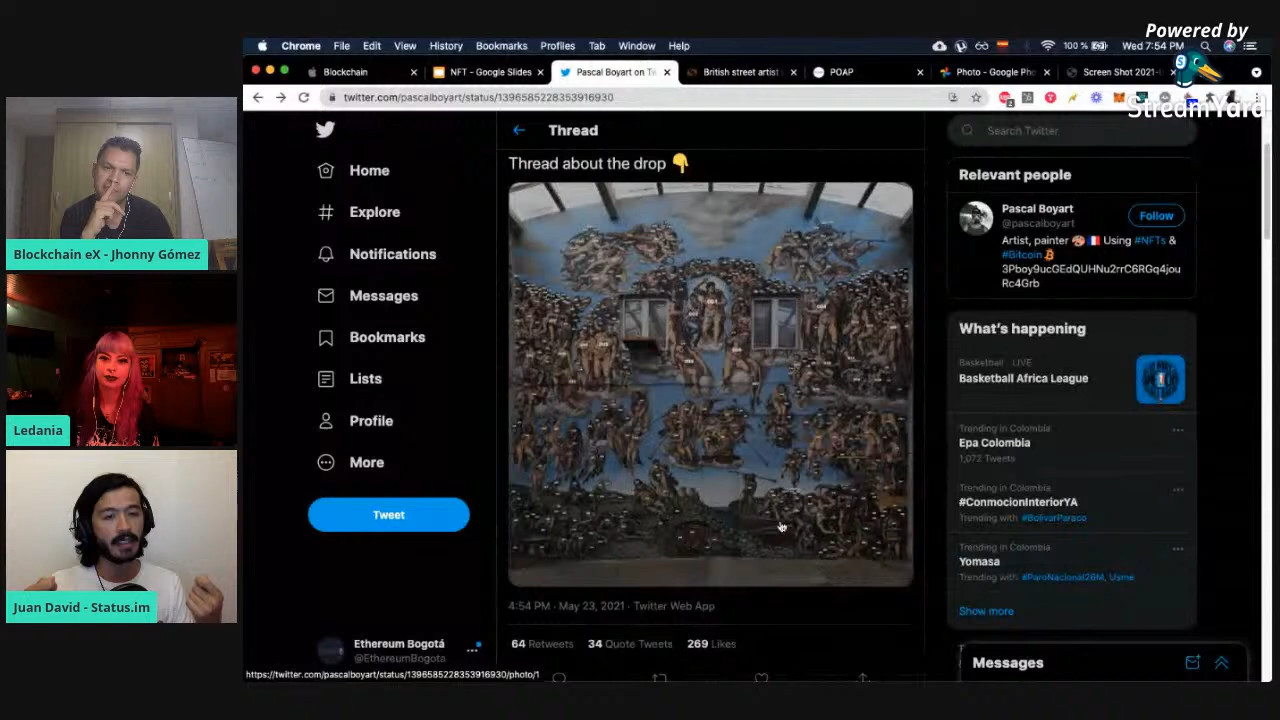 Powered by
StreamYard
Chrome File Edit View History Bookmarks Profiles Tab Window Help
100 % Wed 7:54 PM
Blockchain
NFT - Google Slides
Pascal Boyart on
British street artist
POAP
Photo - Google
Screen Shot 2021-
twitter.com/pascalboyart/status/1396585228353916930
Home
Explore
Notifications
Messages
Bookmarks
Lists
Profile
More
Tweet
Ethereum Bogotá
@EthereumBogota
Thread
Thread about the drop 👇
4:54 PM · May 23, 2021 · Twitter Web App
64 Retweets 34 Quote Tweets 269 Likes
Search Twitter
Relevant people
Pascal Boyart
@pascalboyart
Follow
Artist, painter 🎨 🇫🇷 Using #NFTs &
#Bitcoin
3Pboy9ucGEdQUHNu2rrC6RGq4jou
Rc4Grb
What's happening
Basketball · LIVE
Basketball Africa League
Trending in Colombia
Epa Colombia
1,072 Tweets
Trending in Colombia
#ConmocionInteriorYA
Trending with #BolivarParaco
Trending in Colombia
Yomasa
Trending with #ParoNacional26M, Usme
Show more
Messages
https://twitter.com/pascalboyart/status/1396585228353916930/photo/1
Blockchain eX - Jhonny Gómez
Ledania
Juan David - Status.im